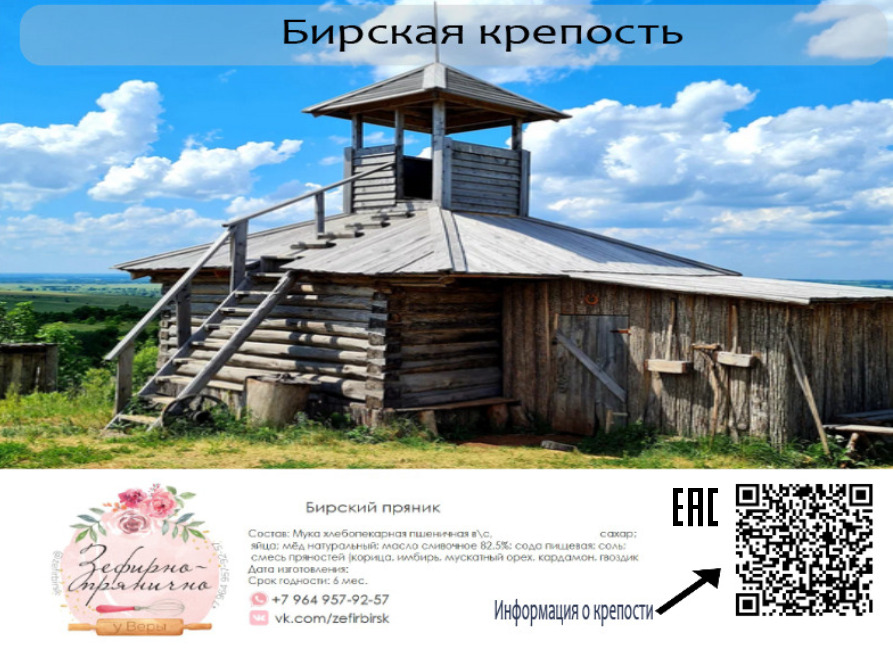 Бирская крепость
Бирский пряник
Состав: Мука хлебопекарная пшеничная в\с, сахар;
яйца; мёд натуральный; масло сливочное 82.5%; сода пищевая; соль;
смесь пряностей (корица, имбирь, мускатный орех, кардамон, гвоздик
Дата изготовления:
Срок годности: 6 мес.
+7 964 957-92-57
vk.com/zefirbirsk
Зефирно-
прянично
у Веры
EAC
Информация о крепости